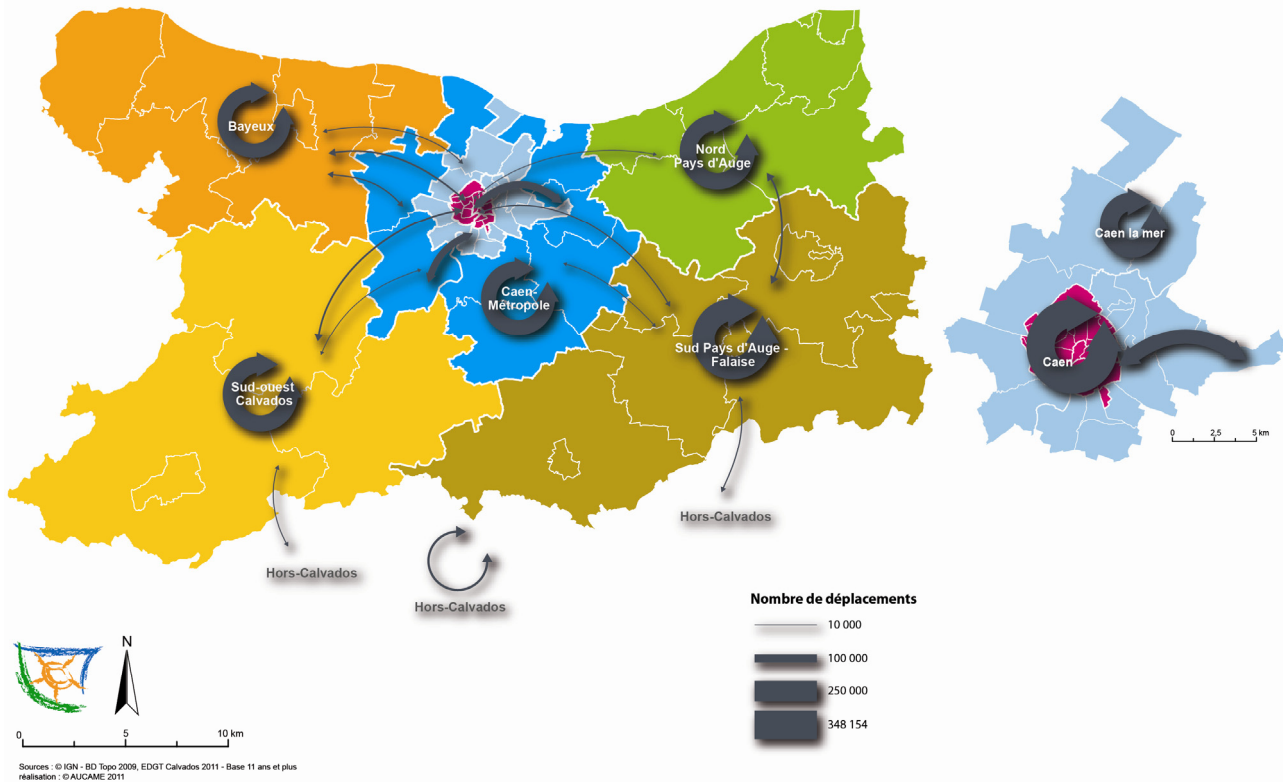 Bayeux
Nord
Pays d'Auge
Caen-
Métropole
Sud Pays d'Auge -
Falaise
Sud-ouest
Calvados
Caen la mer
Caen
0 2,5 5 km
Hors-Calvados
Hors-Calvados
Hors-Calvados
Nombre de déplacements
10 000
100 000
250 000
348 154
N
0 5 10 km
Sources : © IGN - BD Topo 2009, EDGT Calvados 2011 - Base 11 ans et plus
réalisation : © AUCAME 2011